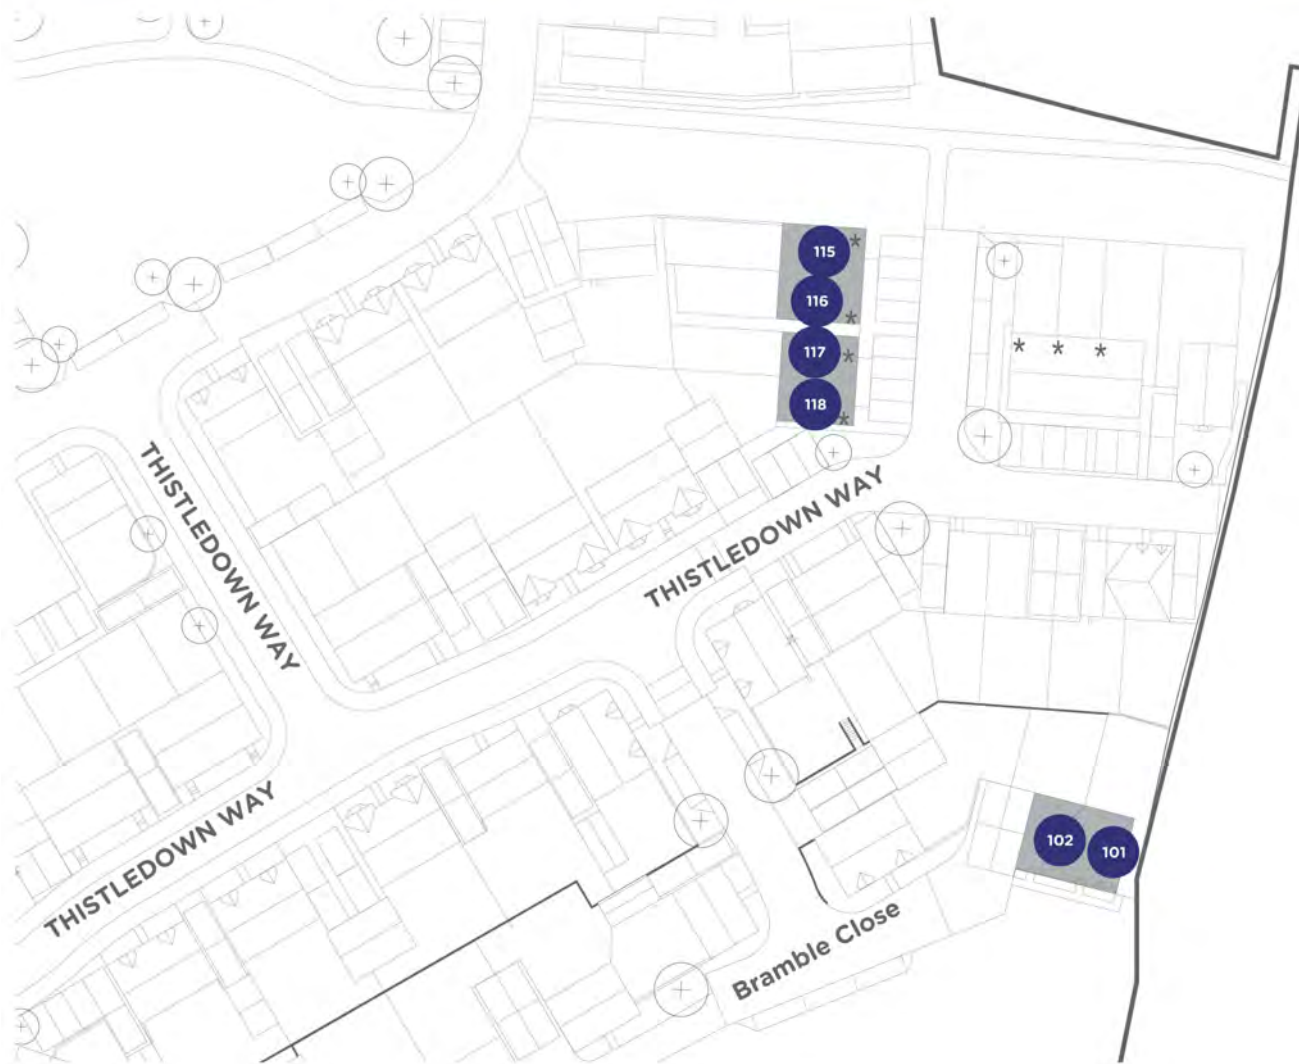 115 *
116 *
117 *
118 *
* * *
THISTLEDOWN WAY
THISTLEDOWN WAY
*
THISTLEDOWN WAY
102
101
Bramble Close